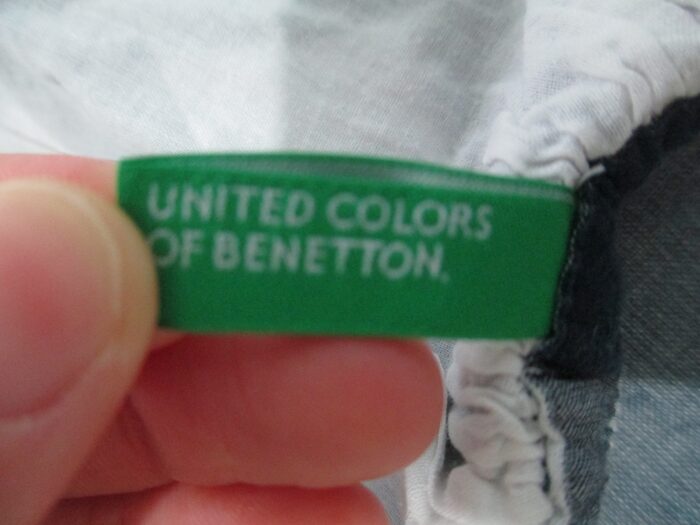 UNITED COLORS
OF BENETTON.